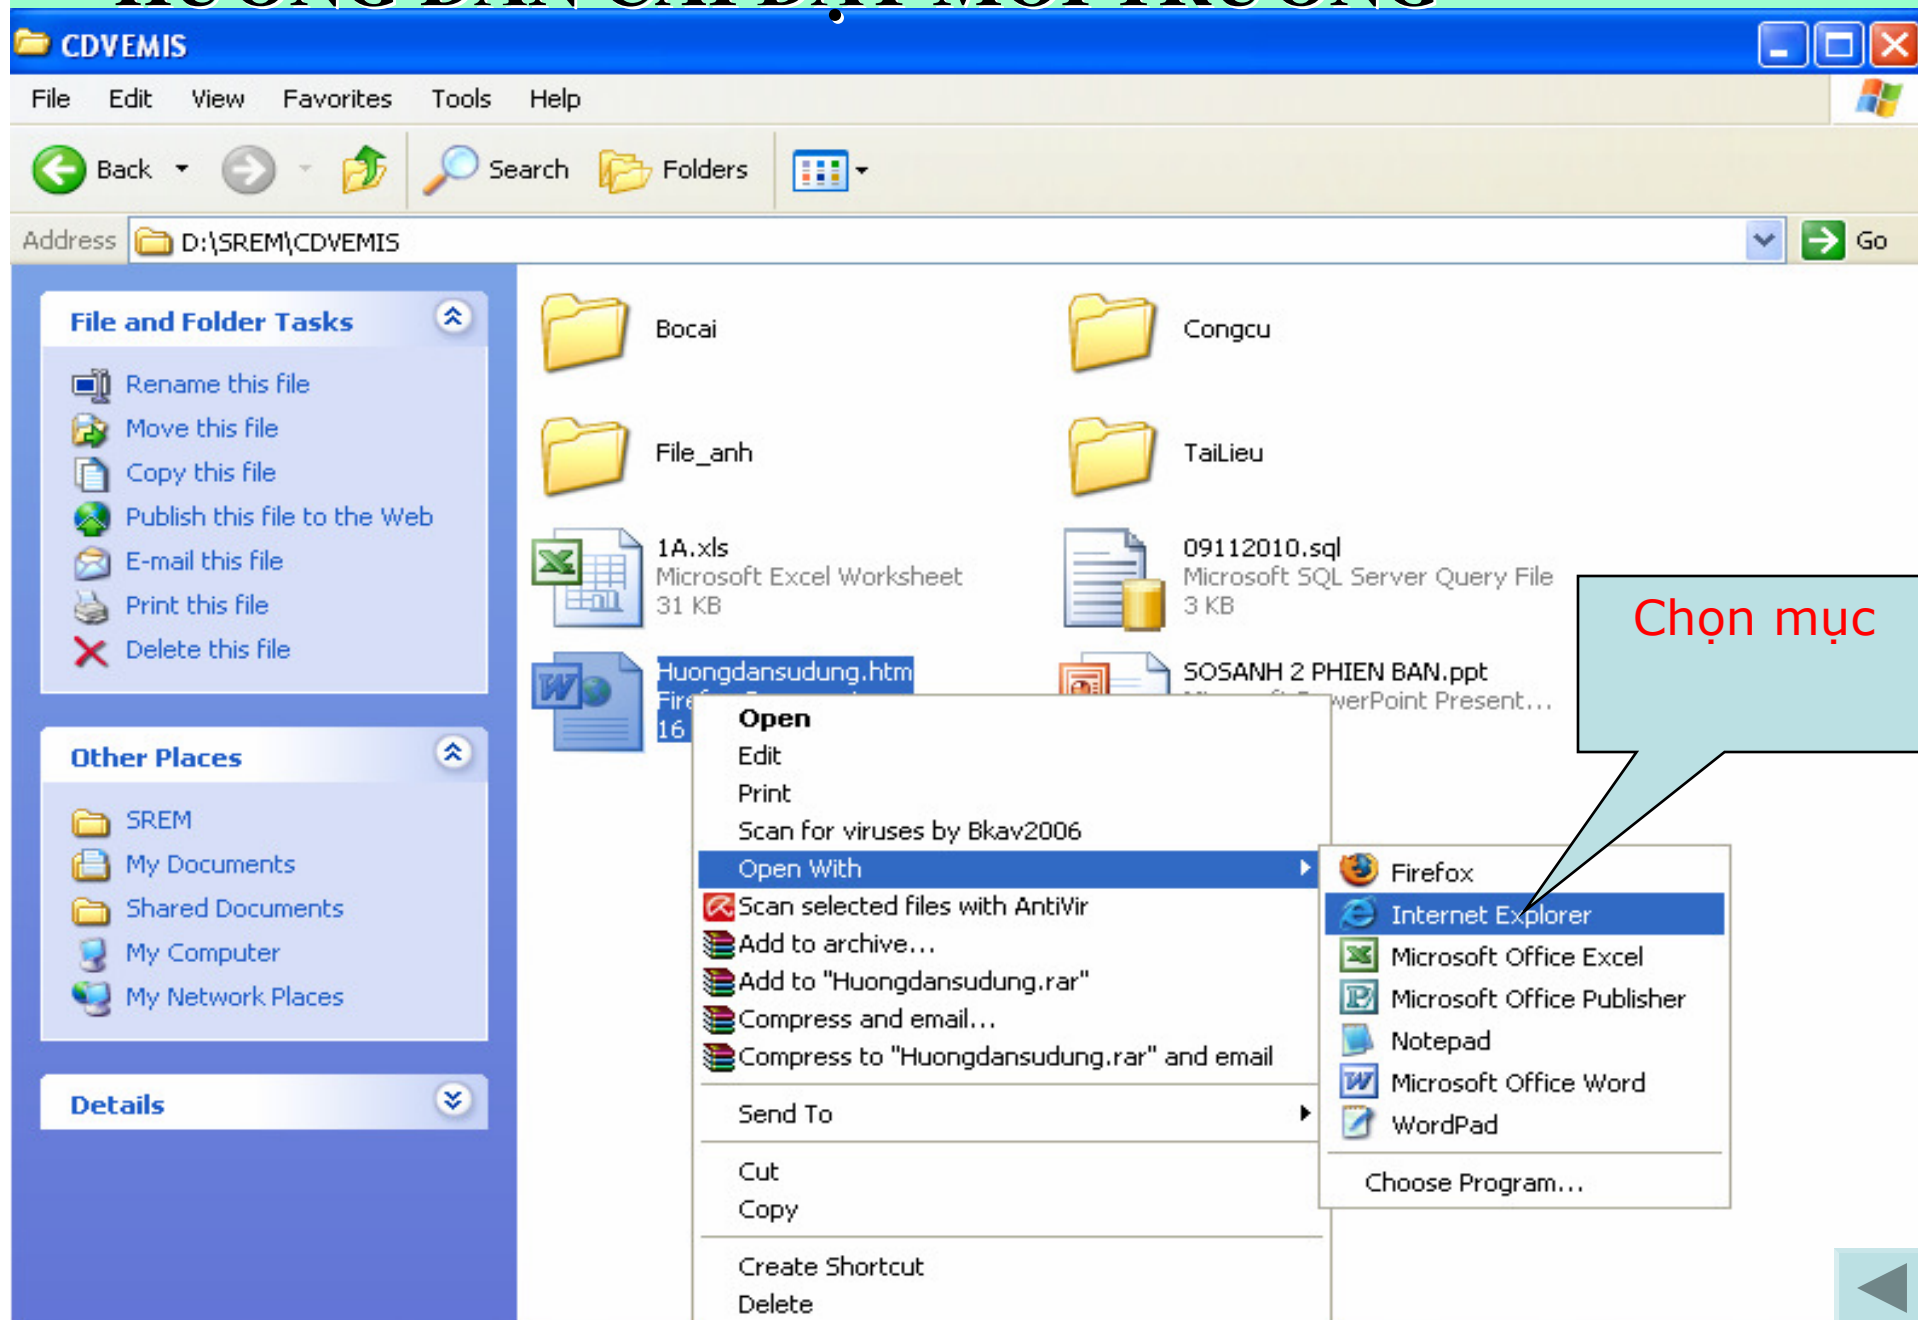 HƯỚNG DẪN CÀI ĐẶT MÔI TRƯỜNG
CDVEMIS
File Edit View Favorites Tools Help
Back Search Folders
Address D:\SREM\CDVEMIS Go
File and Folder Tasks
Rename this file
Move this file
Copy this file
Publish this file to the Web
E-mail this file
Print this file
Delete this file
Other Places
SREM
My Documents
Shared Documents
My Computer
My Network Places
Details
Bocai
Congcu
File_anh
TaiLieu
1A.xls
Microsoft Excel Worksheet
31 KB
09112010.sql
Microsoft SQL Server Query File
3 KB
Huongdansudung.htm
16
SOSANH 2 PHIEN BAN.ppt
Present...
Chọn mục
Open
Edit
Print
Scan for viruses by Bkav2006
Open With
Scan selected files with AntiVir
Add to archive...
Add to "Huongdansudung.rar"
Compress and email...
Compress to "Huongdansudung.rar" and email
Send To
Cut
Copy
Create Shortcut
Delete
Firefox
Internet Explorer
Microsoft Office Excel
Microsoft Office Publisher
Notepad
Microsoft Office Word
WordPad
Choose Program...